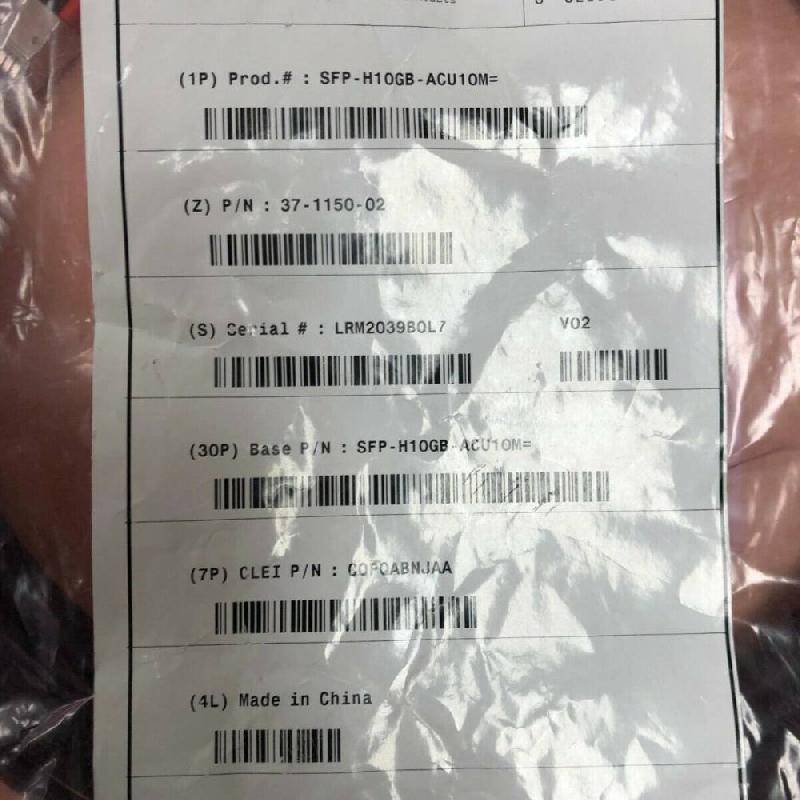 (1P) Prod.# : SFP-H10GB-ACU10M=
(Z) P/N : 37-1150-02
(S) Serial # : LRM2039B0L7 V02
(30P) Base P/N : SFP-H10GB-ACU10M=
(7P) CLEI P/N :
(4L) Made in China